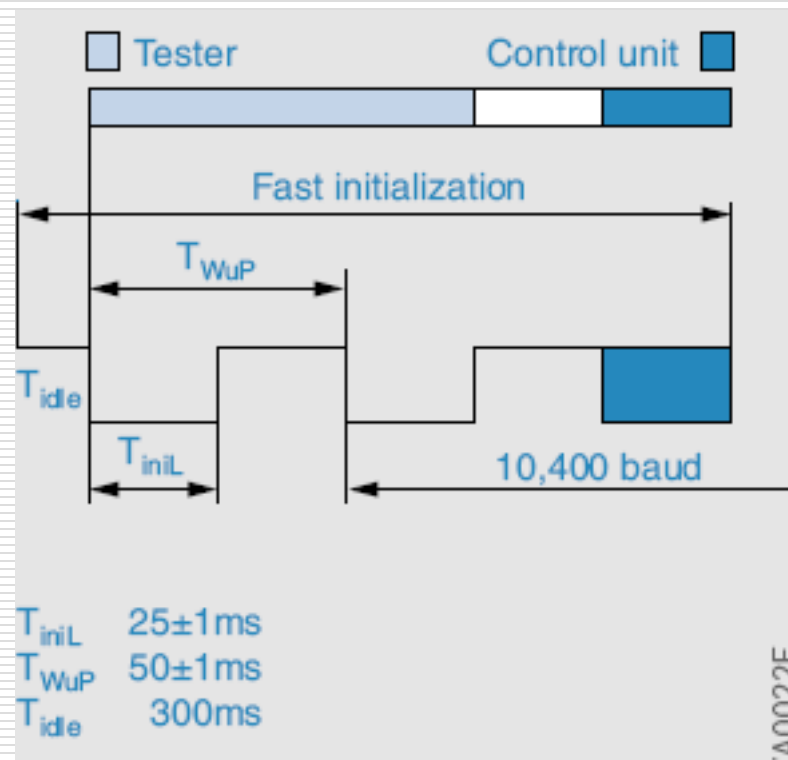 Tester Control unit
Fast initialization
TWuP
Tidle
TiniL
10,400 baud
TiniL 25±1ms
TWuP 50±1ms
Tidle 300ms